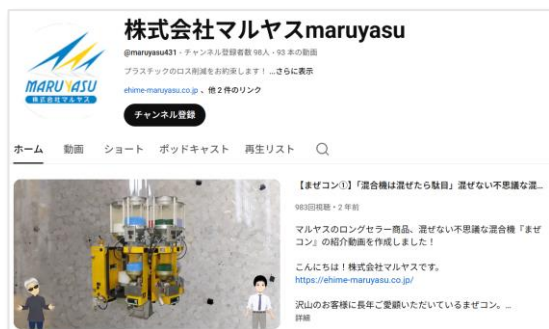 株式会社マルヤスmaruyasu
MARUYASU
株式会社マルヤス
@maruyasu431・チャンネル登録者数 98人・93 本の動画
プラスチックのロス削減をお約束します！ ...さらに表示
ehime-maruyasu.co.jp 、他 2 件のリンク
チャンネル登録
ホーム 動画 ショート ポッドキャスト 再生リスト
【まぜコン①】「混合機は混ぜたら駄目」混ぜない不思議な混...
983回視聴・2 年前
マルヤスのロングセラー商品、混ぜない不思議な混合機『まぜ
コン』の紹介動画を作成しました！
こんにちは！株式会社マルヤスです。
https://ehime-maruyasu.co.jp/
沢山のお客様に長年ご愛顧いただいているまぜコン。...
詳細